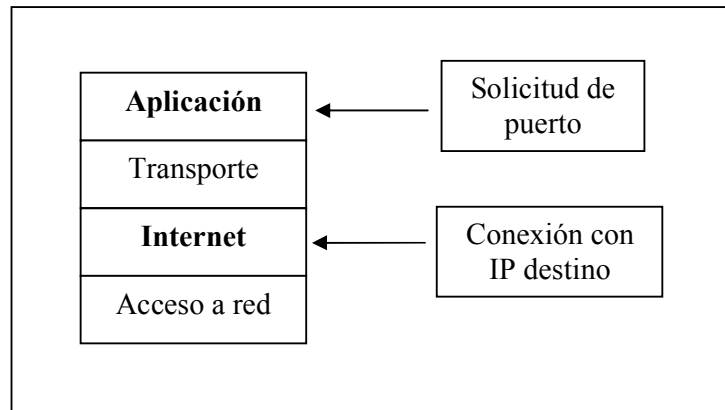 Aplicación
Transporte
Internet
Acceso a red
Solicitud de
puerto
Conexión con
IP destino